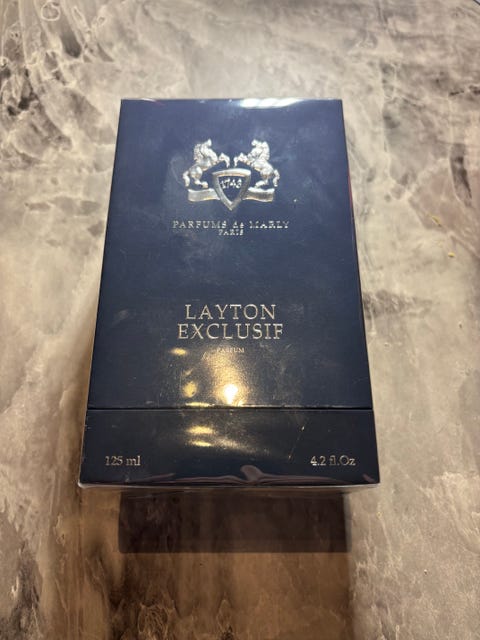 1743
PARFUMS de MARLY
PARIS
LAYTON
EXCLUSIF
PARFUM
125 ml
4.2 fl.Oz